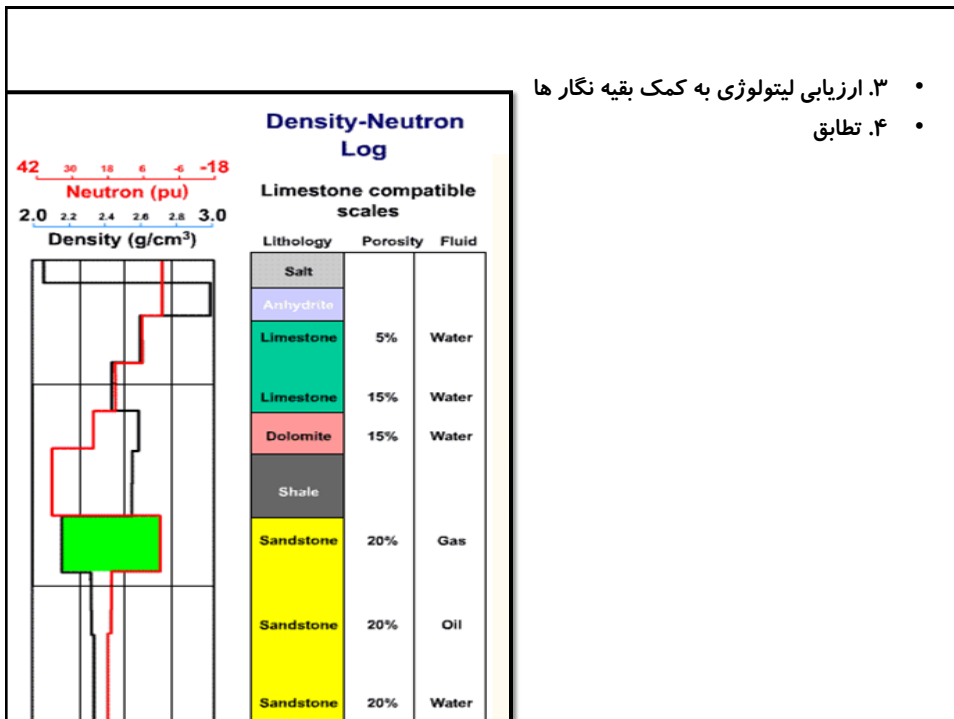 • ۳. ارزیابی لیتولوژی به کمک بقیه نگار ها
• ۴. تطابق
Density-Neutron
Log
42 30 18 6 -6 -18
Neutron (pu)
Limestone compatible
scales
2.0 2.2 2.4 2.6 2.8 3.0
Density (g/cm³)
Lithology Porosity Fluid
Salt
Anhydrite
Limestone 5% Water
Limestone 15% Water
Dolomite 15% Water
Shale
Sandstone 20% Gas
Sandstone 20% Oil
Sandstone 20% Water